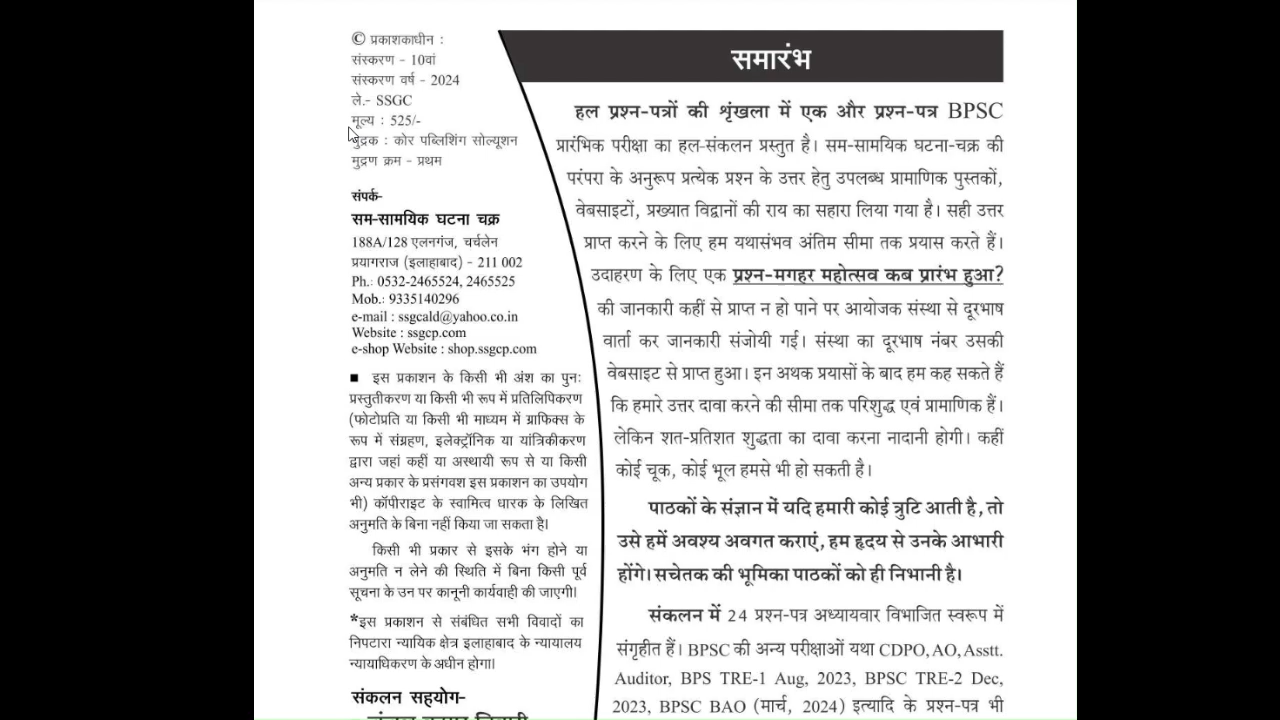 © प्रकाशकाधीन :
संस्करण - 10वां
संस्करण वर्ष - 2024
ले.- SSGC
मूल्य : 525/-
मुद्रक : कोर पब्लिशिंग सोल्यूशन
मुद्रण क्रम - प्रथम
संपर्क-
सम-सामयिक घटना चक्र
188A/128 एलनगंज, चर्चलेन
प्रयागराज (इलाहाबाद) - 211 002
Ph.: 0532-2465524, 2465525
Mob.: 9335140296
e-mail : ssgcald@yahoo.co.in
Website : ssgcp.com
e-shop Website : shop.ssgcp.com
■ इस प्रकाशन के किसी भी अंश का पुनः
प्रस्तुतीकरण या किसी भी रूप में प्रतिलिपिकरण
(फोटोप्रति या किसी भी माध्यम में ग्राफिक्स के
रूप में संग्रहण, इलेक्ट्रॉनिक या यांत्रिकीकरण
द्वारा जहां कहीं या अस्थायी रूप से या किसी
अन्य प्रकार के प्रसंगवश इस प्रकाशन का उपयोग
भी) कॉपीराइट के स्वामित्व धारक के लिखित
अनुमति के बिना नहीं किया जा सकता है।
किसी भी प्रकार से इसके भंग होने या
अनुमति न लेने की स्थिति में बिना किसी पूर्व
सूचना के उन पर कानूनी कार्यवाही की जाएगी।
*इस प्रकाशन से संबंधित सभी विवादों का
निपटारा न्यायिक क्षेत्र इलाहाबाद के न्यायालय
न्यायाधिकरण के अधीन होगा।
संकलन सहयोग-
समारंभ
हल प्रश्न-पत्रों की शृंखला में एक और प्रश्न-पत्र BPSC
प्रारंभिक परीक्षा का हल-संकलन प्रस्तुत है। सम-सामयिक घटना-चक्र की
परंपरा के अनुरूप प्रत्येक प्रश्न के उत्तर हेतु उपलब्ध प्रामाणिक पुस्तकों,
वेबसाइटों, प्रख्यात विद्वानों की राय का सहारा लिया गया है। सही उत्तर
प्राप्त करने के लिए हम यथासंभव अंतिम सीमा तक प्रयास करते हैं।
उदाहरण के लिए एक प्रश्न-मगहर महोत्सव कब प्रारंभ हुआ?
की जानकारी कहीं से प्राप्त न हो पाने पर आयोजक संस्था से दूरभाष
वार्ता कर जानकारी संजोयी गई। संस्था का दूरभाष नंबर उसकी
वेबसाइट से प्राप्त हुआ। इन अथक प्रयासों के बाद हम कह सकते हैं
कि हमारे उत्तर दावा करने की सीमा तक परिशुद्ध एवं प्रामाणिक हैं।
लेकिन शत-प्रतिशत शुद्धता का दावा करना नादानी होगी। कहीं
कोई चूक, कोई भूल हमसे भी हो सकती है।
पाठकों के संज्ञान में यदि हमारी कोई त्रुटि आती है, तो
उसे हमें अवश्य अवगत कराएं, हम हृदय से उनके आभारी
होंगे। सचेतक की भूमिका पाठकों को ही निभानी है।
संकलन में 24 प्रश्न-पत्र अध्यायवार विभाजित स्वरूप में
संगृहीत हैं। BPSC की अन्य परीक्षाओं यथा CDPO, AO, Asstt.
Auditor, BPS TRE-1 Aug, 2023, BPSC TRE-2 Dec,
2023, BPSC BAO (मार्च, 2024) इत्यादि के प्रश्न-पत्र भी